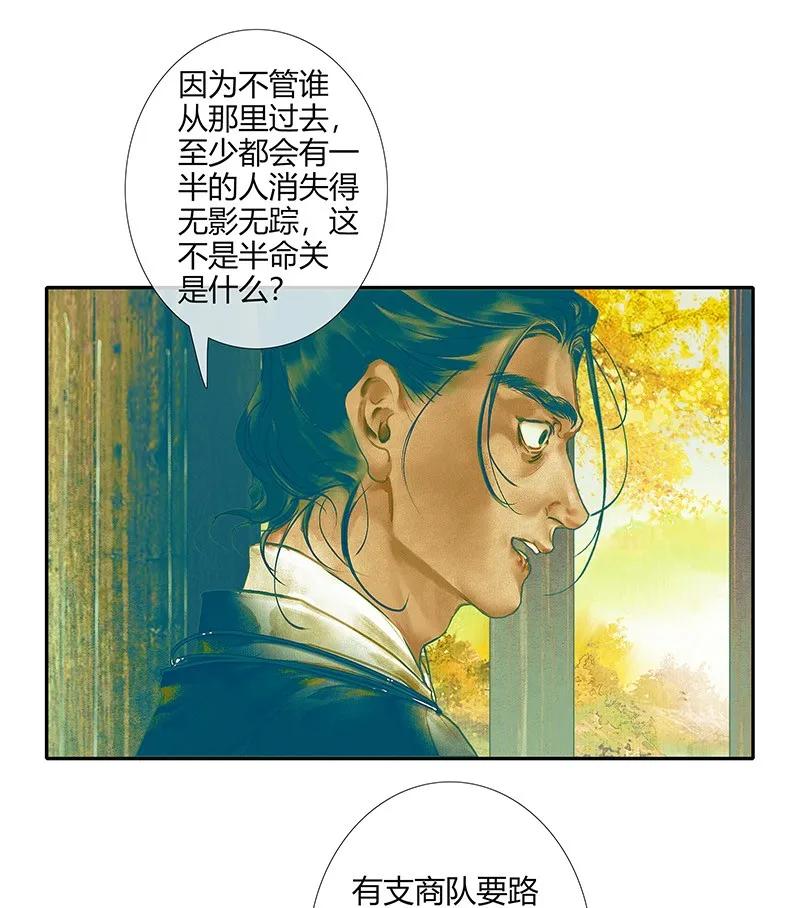 因为不管谁
从那里过去，
至少都会有一
半的人消失得
无影无踪，这
不是半命关
是什么？
有支商队要路